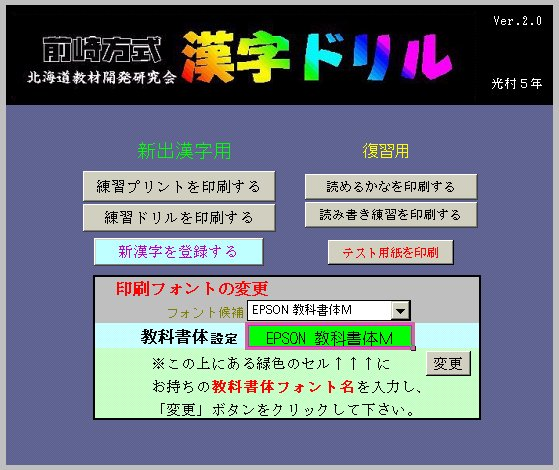 Ver.2.0
前崎方式
漢字ドリル
北海道教材開発研究会
光村５年
新出漢字用
復習用
練習プリントを印刷する
読めるかなを印刷する
練習ドリルを印刷する
読み書き練習を印刷する
新漢字を登録する
テスト用紙を印刷
印刷フォントの変更
フォント候補
EPSON 教科書体M
教科書体設定
EPSON 教科書体M
※この上にある緑色のセル↑↑↑に
変更
お持ちの教科書体フォント名を入力し、
「変更」ボタンをクリックして下さい。